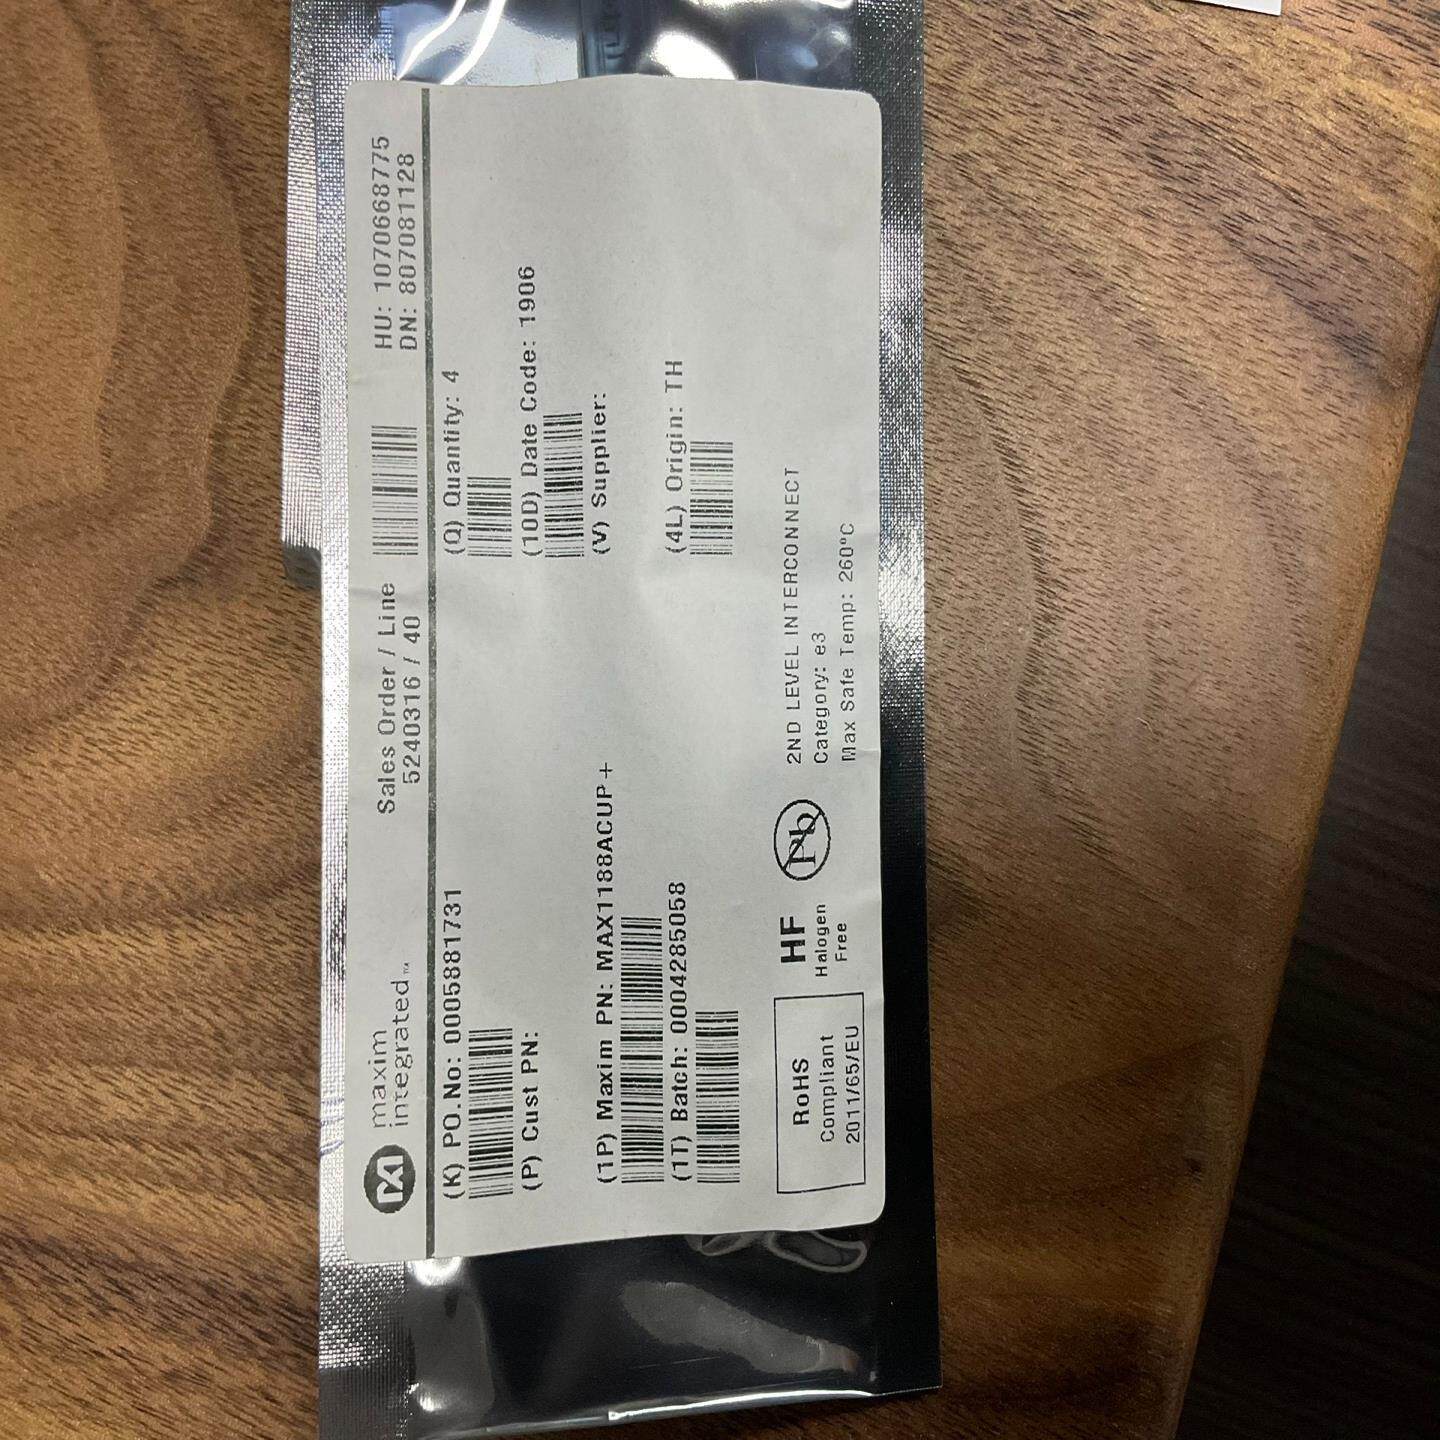 maxim
integrated™
Sales Order / Line
5240316 / 40
HU: 1070668775
DN: 807081128
(K) PO.No: 0005881731
(Q) Quantity: 4
(P) Cust PN:
(10D) Date Code: 1906
(1P) Maxim PN: MAX1188ACUP+
(V) Supplier:
(1T) Batch: 0004285058
(4L) Origin: TH
RoHS
Compliant
2011/65/EU
HF
Halogen
Free
Pb
2ND LEVEL INTERCONNECT
Category: e3
Max Safe Temp: 260ºC